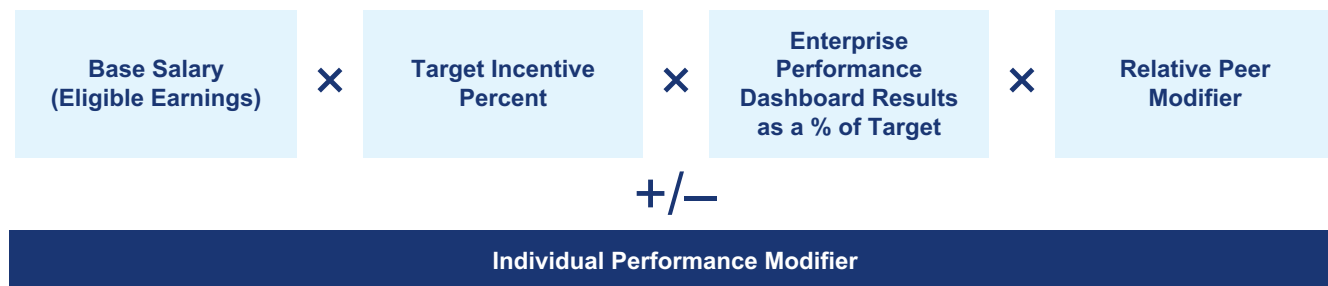 Base Salary
(Eligible Earnings)
×
Target Incentive
Percent
×
Enterprise
Performance
Dashboard Results
as a % of Target
×
Relative Peer
Modifier
+/–
Individual Performance Modifier